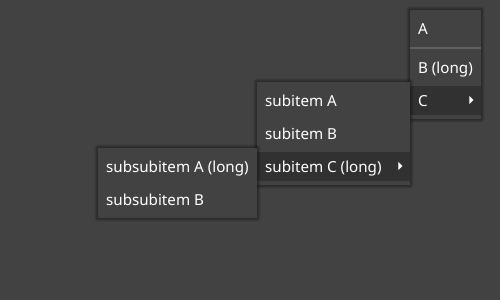 A
B (long)
C
subitem A
subitem B
subitem C (long)
subsubitem A (long)
subsubitem B